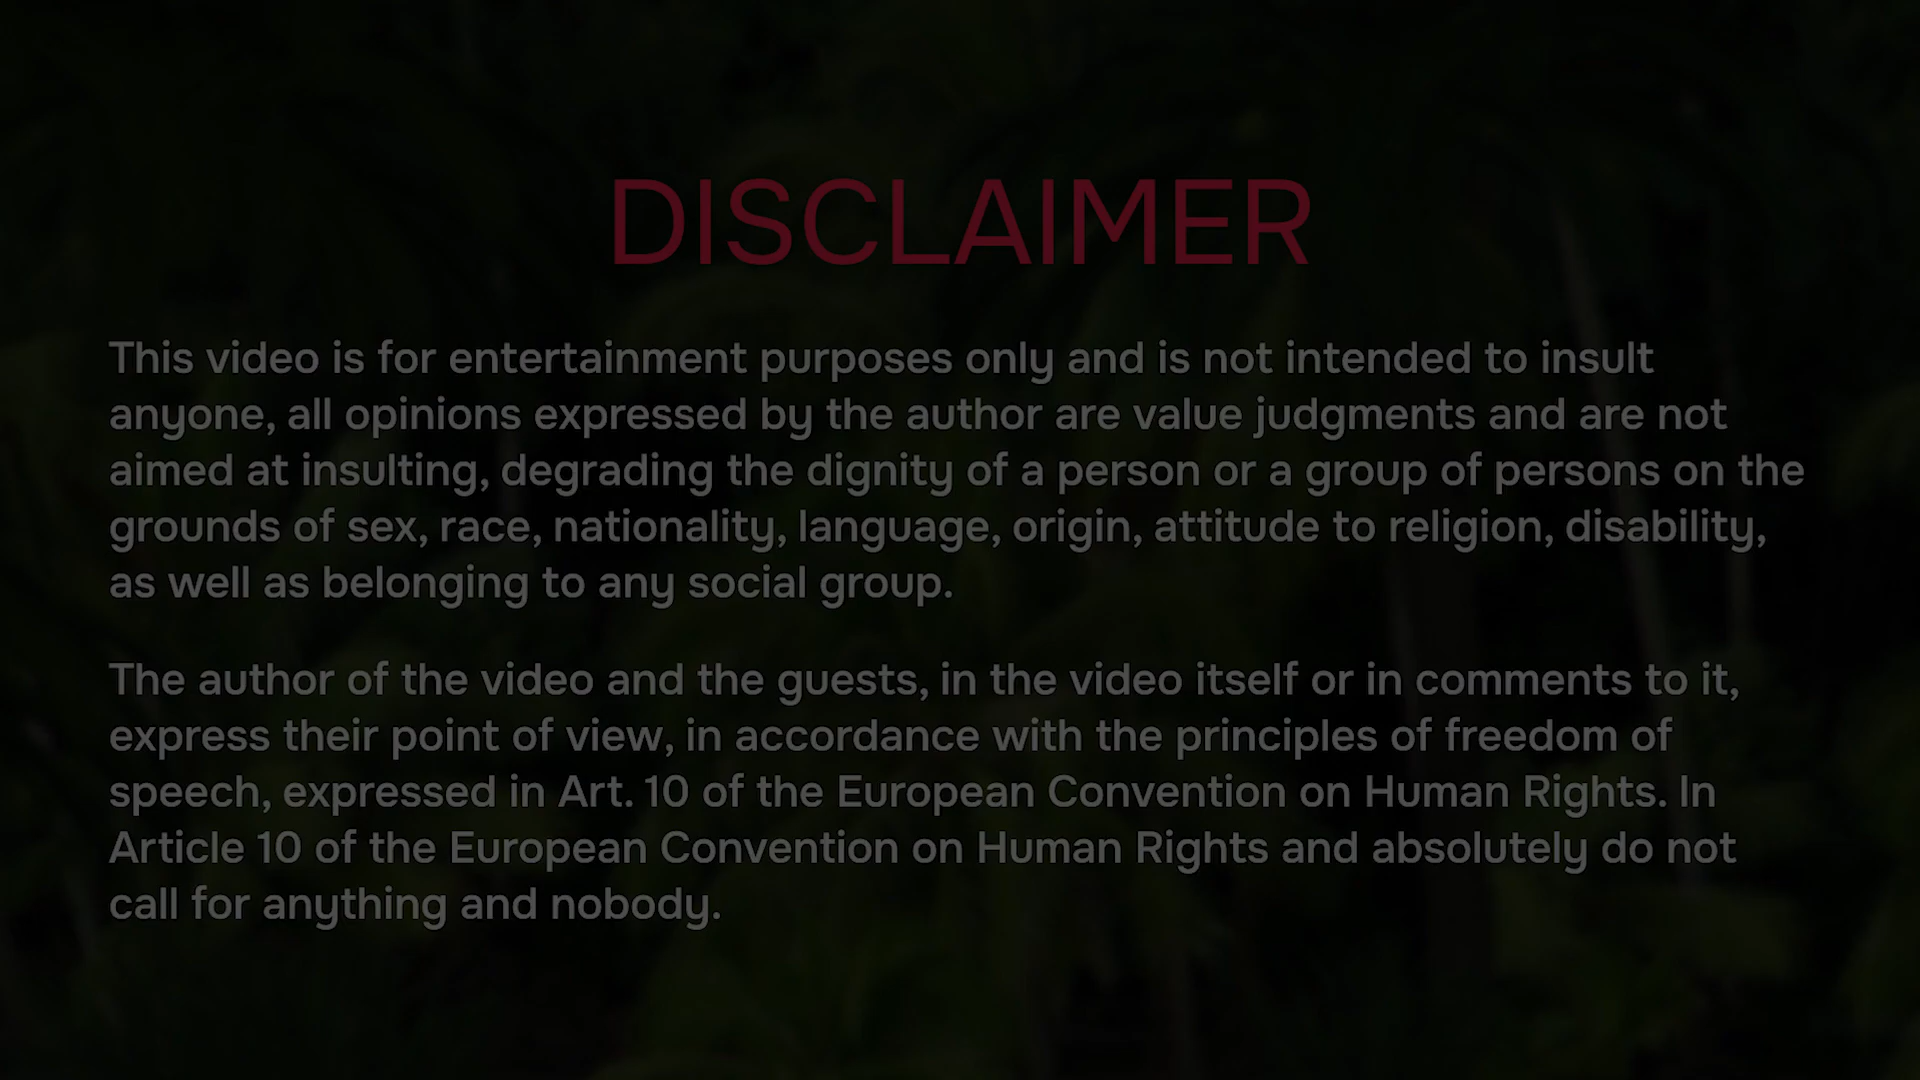 DISCLAIMER
This video is for entertainment purposes only and is not intended to insult
anyone, all opinions expressed by the author are value judgments and are not
aimed at insulting, degrading the dignity of a person or a group of persons on the
grounds of sex, race, nationality, language, origin, attitude to religion, disability,
as well as belonging to any social group.
The author of the video and the guests, in the video itself or in comments to it,
express their point of view, in accordance with the principles of freedom of
speech, expressed in Art. 10 of the European Convention on Human Rights. In
Article 10 of the European Convention on Human Rights and absolutely do not
call for anything and nobody.